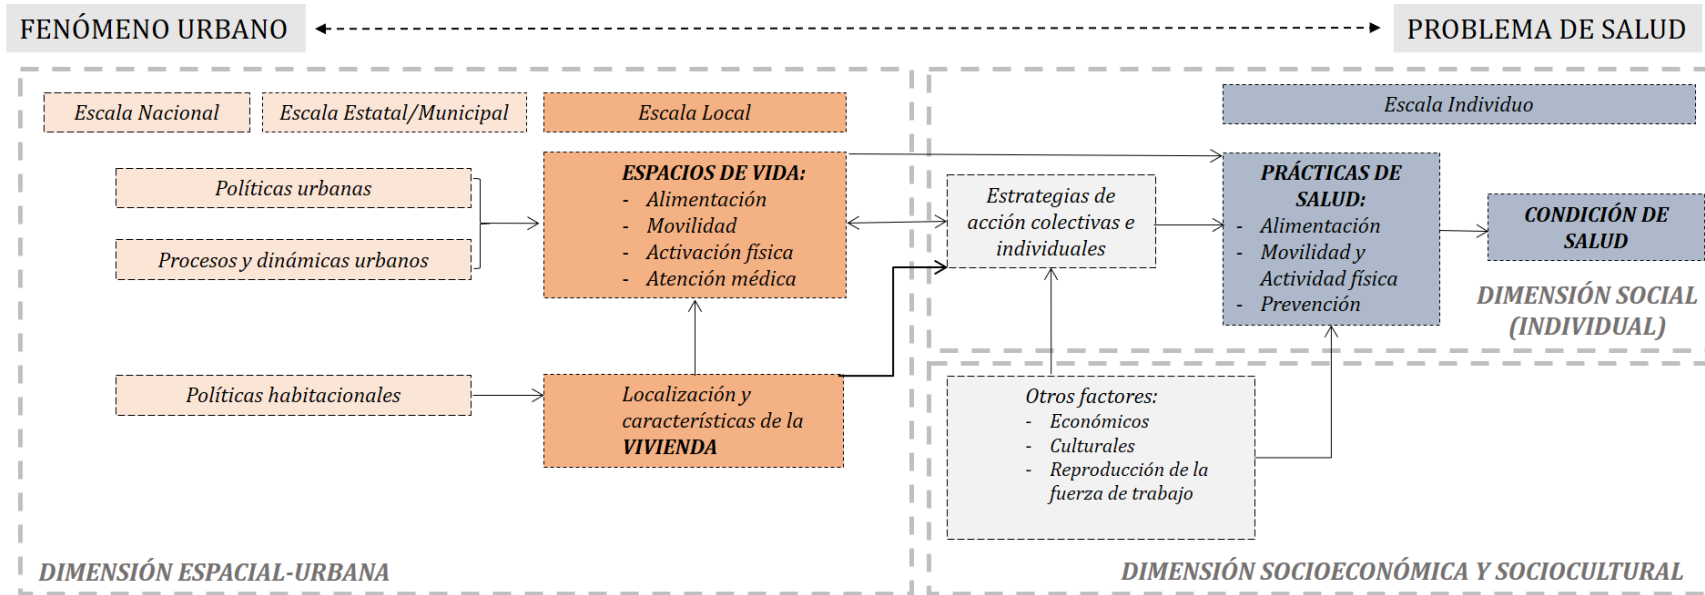 FENÓMENO URBANO
PROBLEMA DE SALUD
Escala Nacional
Escala Estatal/Municipal
Escala Local
Escala Individuo
Políticas urbanas
Procesos y dinámicas urbanos
Políticas habitacionales
ESPACIOS DE VIDA:
- Alimentación
- Movilidad
- Activación física
- Atención médica
Localización y
características de la
VIVIENDA
DIMENSIÓN ESPACIAL-URBANA
Estrategias de
acción colectivas e
individuales
PRÁCTICAS DE
SALUD:
- Alimentación
- Movilidad y
Actividad física
- Prevención
CONDICIÓN DE
SALUD
DIMENSIÓN SOCIAL
(INDIVIDUAL)
Otros factores:
- Económicos
- Culturales
- Reproducción de la
fuerza de trabajo
DIMENSIÓN SOCIOECONÓMICA Y SOCIOCULTURAL